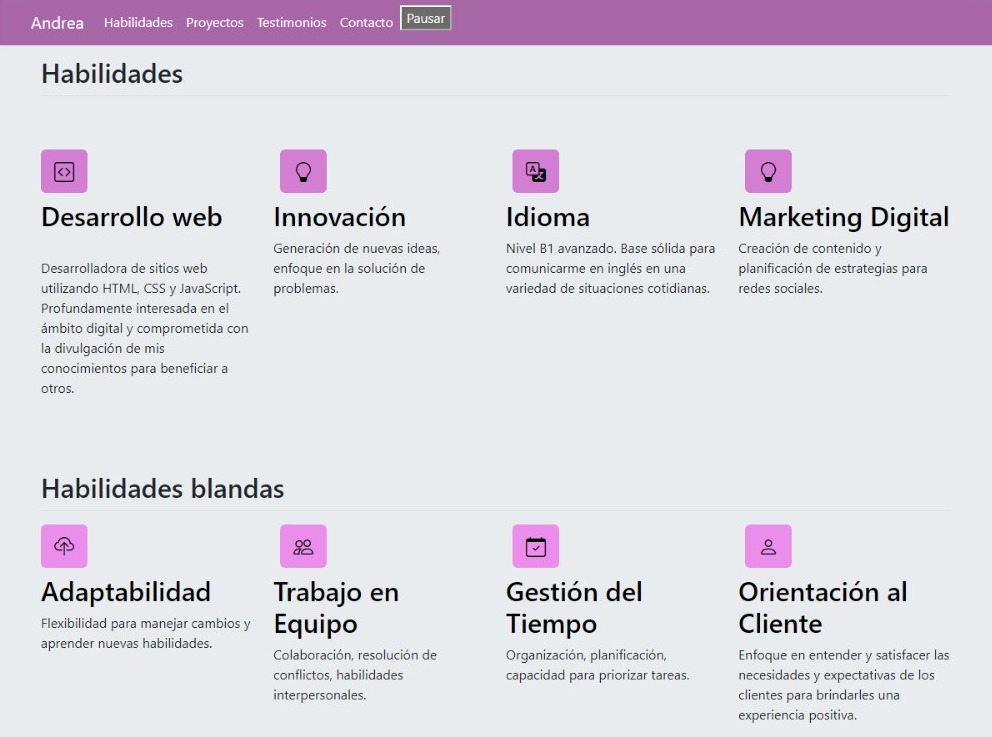 Andrea Habilidades Proyectos Testimonios Contacto Pausar
Habilidades
Desarrollo web
Desarrolladora de sitios web
utilizando HTML, CSS y JavaScript.
Profundamente interesada en el
ámbito digital y comprometida con
la divulgación de mis
conocimientos para beneficiar a
otros.
Innovación
Generación de nuevas ideas,
enfoque en la solución de
problemas.
Idioma
Nivel B1 avanzado. Base sólida para
comunicarme en inglés en una
variedad de situaciones cotidianas.
Marketing Digital
Creación de contenido y
planificación de estrategias para
redes sociales.
Habilidades blandas
Adaptabilidad
Flexibilidad para manejar cambios y
aprender nuevas habilidades.
Trabajo en
Equipo
Colaboración, resolución de
conflictos, habilidades
interpersonales.
Gestión del
Tiempo
Organización, planificación,
capacidad para priorizar tareas.
Orientación al
Cliente
Enfoque en entender y satisfacer las
necesidades y expectativas de los
clientes para brindarles una
experiencia positiva.